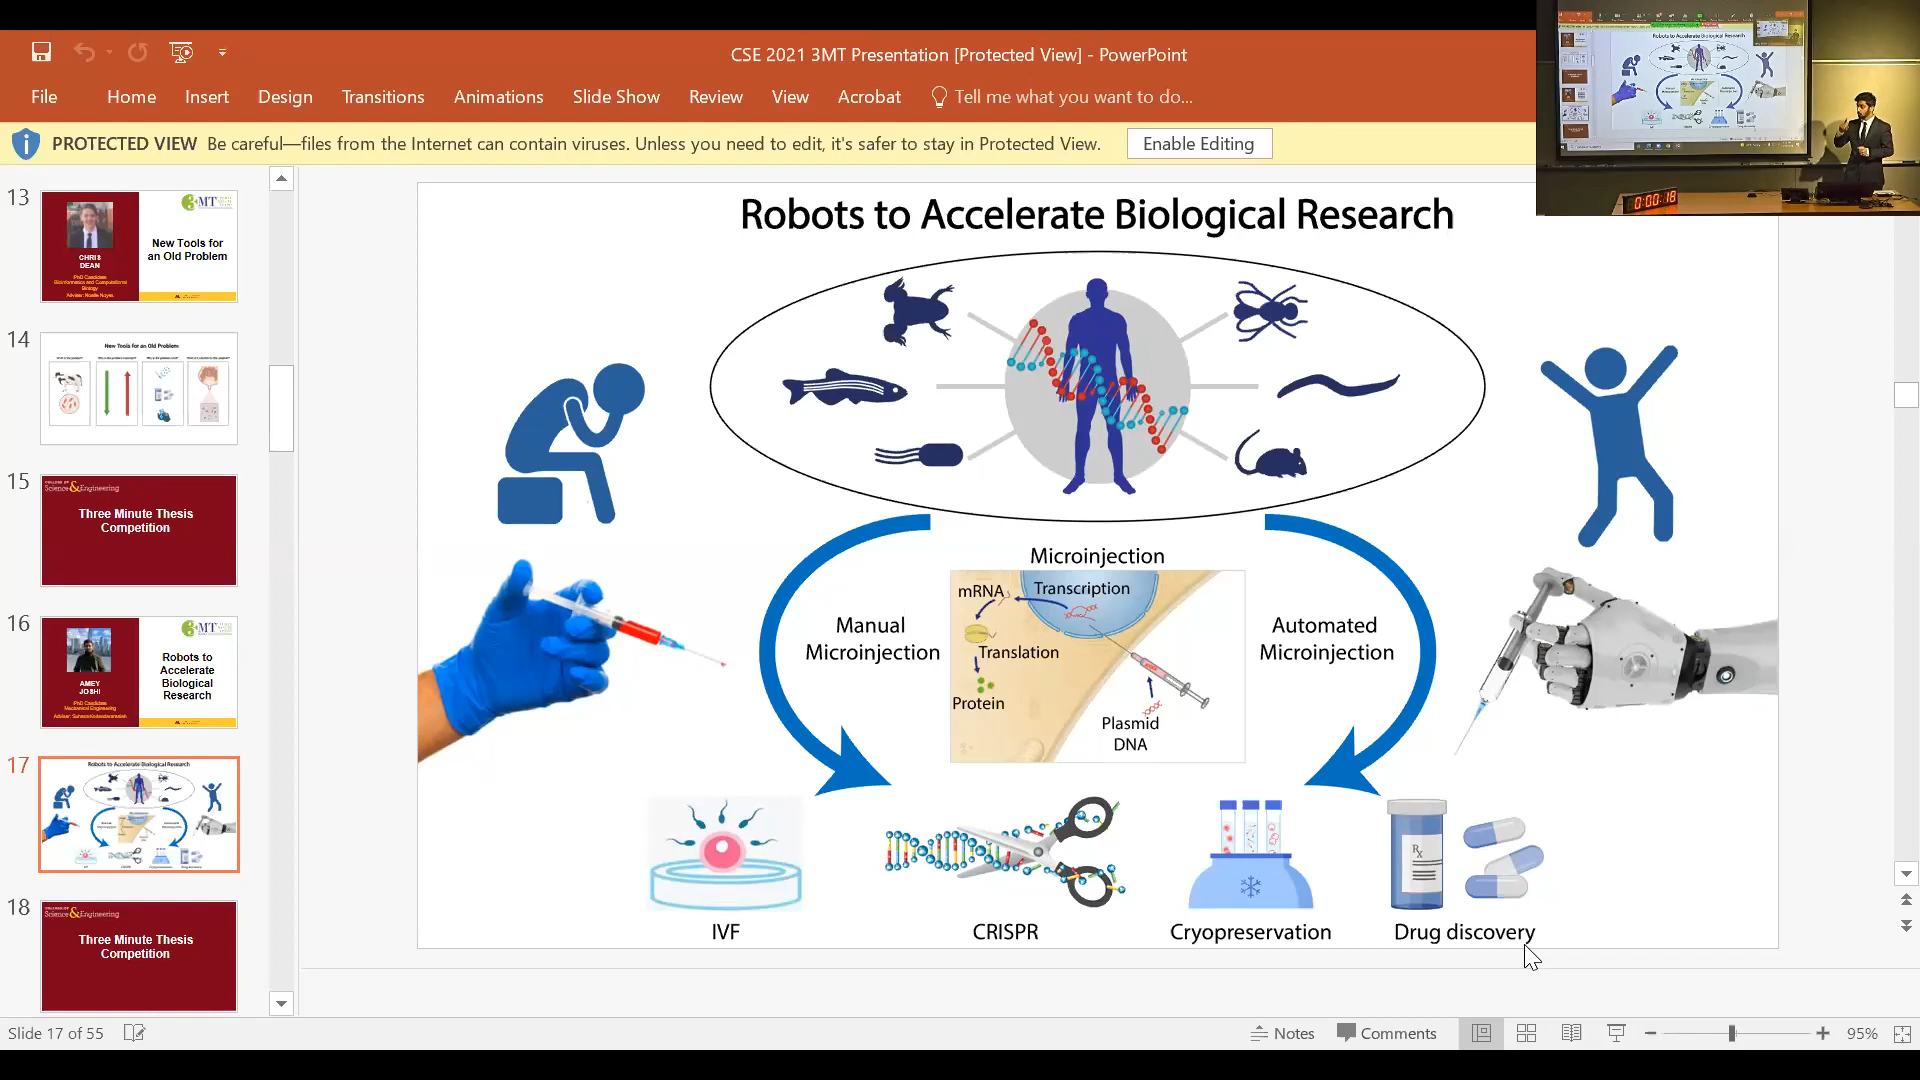 CSE 2021 3MT Presentation [Protected View] - PowerPoint
File Home Insert Design Transitions Animations Slide Show Review View Acrobat Tell me what you want to do...
PROTECTED VIEW Be careful—files from the Internet can contain viruses. Unless you need to edit, it's safer to stay in Protected View. Enable Editing
0:00:18
13
3MT
CHRIS
DEAN
PhD Candidate
Bioinformatics and Computational
Biology
Adviser: Noelle Noyes
New Tools for
an Old Problem
14
New Tools for an Old Problem
15
Science & Engineering
Three Minute Thesis
Competition
16
3MT
AMEY
JOSHI
PhD Candidate
Mechanical Engineering
Robots to
Accelerate
Biological
Research
17
Robots to Accelerate Biological Research
18
Science & Engineering
Three Minute Thesis
Competition
Robots to Accelerate Biological Research
Microinjection
mRNA
Transcription
Translation
Protein
Plasmid
DNA
Manual
Microinjection
Automated
Microinjection
Rx
IVF
CRISPR
Cryopreservation
Drug discovery
Slide 17 of 55
Notes
Comments
95%